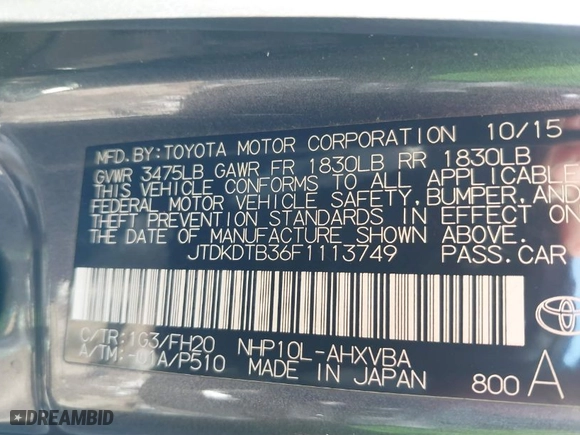 MFD.BY:TOYOTA MOTOR CORPORATION 10/15
GVWR 3475LB GAWR FR 1830LB RR 1830LB
THIS VEHICLE CONFORMS TO ALL APPLICABLE
FEDERAL MOTOR VEHICLE SAFETY,BUMPER,AND
THEFT PREVENTION STANDARDS IN EFFECT ON
THE DATE OF MANUFACTURE SHOWN ABOVE.
JTDKDTB36F1113749 PASS.CAR
C/TR:1G3/FH20 NHP10L-AHXVBA
A/TM:-01A/P510 MADE IN JAPAN 800 A
DREAMBID